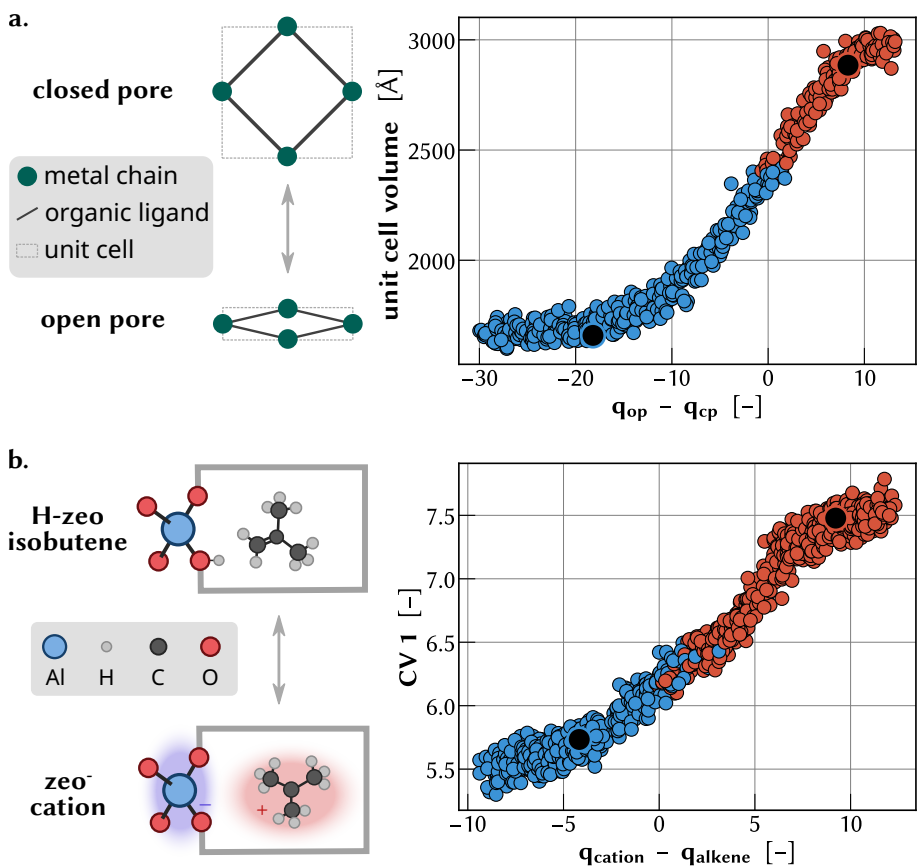 a.
closed pore
metal chain
organic ligand
unit cell
open pore
unit cell volume [Å]
3000
2500
2000
−30 −20 −10 0 10
q_op − q_cp [−]
b.
H-zeo
isobutene
Al H C O
zeo⁻
cation
−
+
CV 1 [−]
7.5
7.0
6.5
6.0
5.5
−10 −5 0 5 10
q_cation − q_alkene [−]